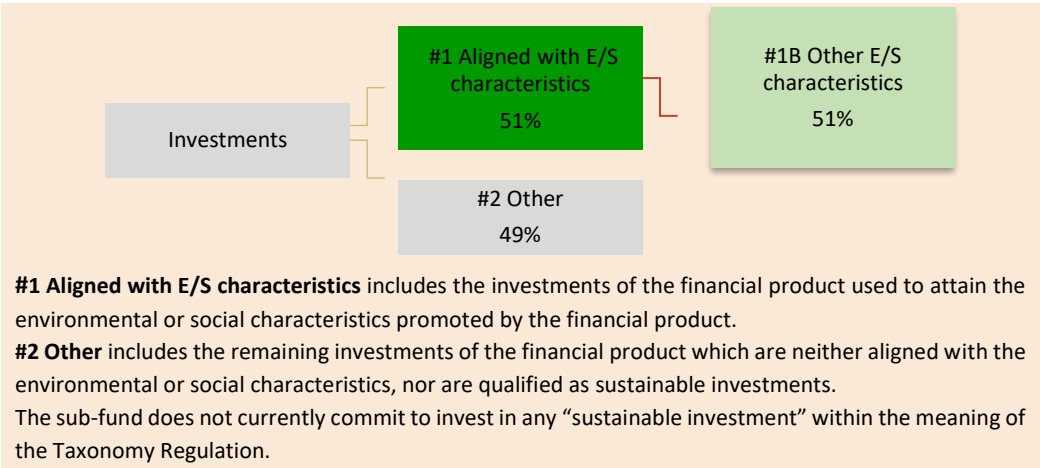 #1 Aligned with E/S
characteristics
51%
#1B Other E/S
characteristics
51%
Investments
#2 Other
49%
#1 Aligned with E/S characteristics includes the investments of the financial product used to attain the
environmental or social characteristics promoted by the financial product.
#2 Other includes the remaining investments of the financial product which are neither aligned with the
environmental or social characteristics, nor are qualified as sustainable investments.
The sub-fund does not currently commit to invest in any “sustainable investment” within the meaning of
the Taxonomy Regulation.